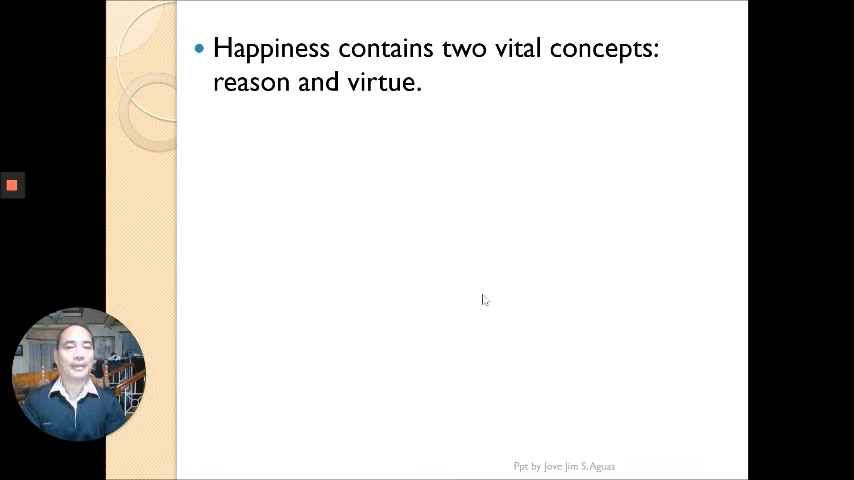 Happiness contains two vital concepts:
reason and virtue.
Ppt by Jove Jim S. Aguas